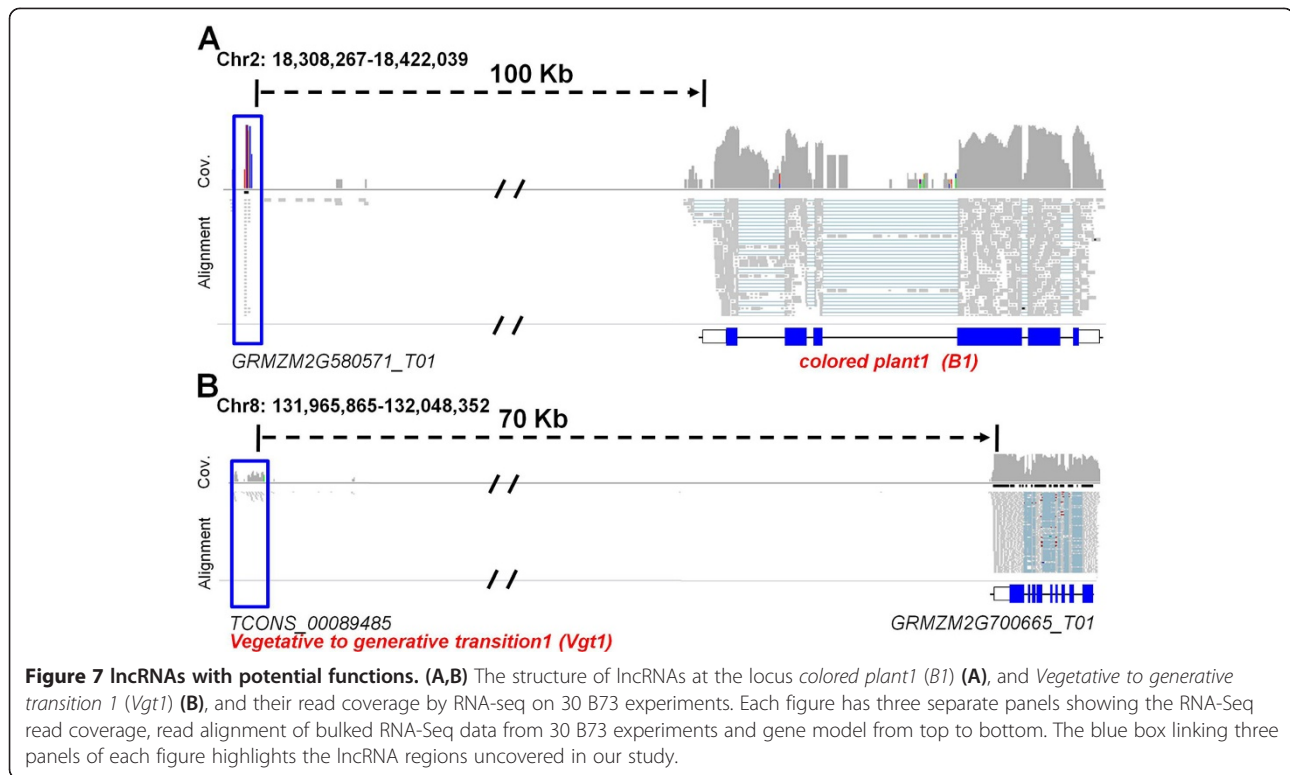 A
Chr2: 18,308,267-18,422,039
100 Kb
Cov.
Alignment
GRMZM2G580571_T01
colored plant1 (B1)
B
Chr8: 131,965,865-132,048,352
70 Kb
Cov.
Alignment
TCONS_00089485
Vegetative to generative transition1 (Vgt1)
GRMZM2G700665_T01
Figure 7 lncRNAs with potential functions. (A,B) The structure of lncRNAs at the locus colored plant1 (B1) (A), and Vegetative to generative
transition 1 (Vgt1) (B), and their read coverage by RNA-seq on 30 B73 experiments. Each figure has three separate panels showing the RNA-Seq
read coverage, read alignment of bulked RNA-Seq data from 30 B73 experiments and gene model from top to bottom. The blue box linking three
panels of each figure highlights the lncRNA regions uncovered in our study.